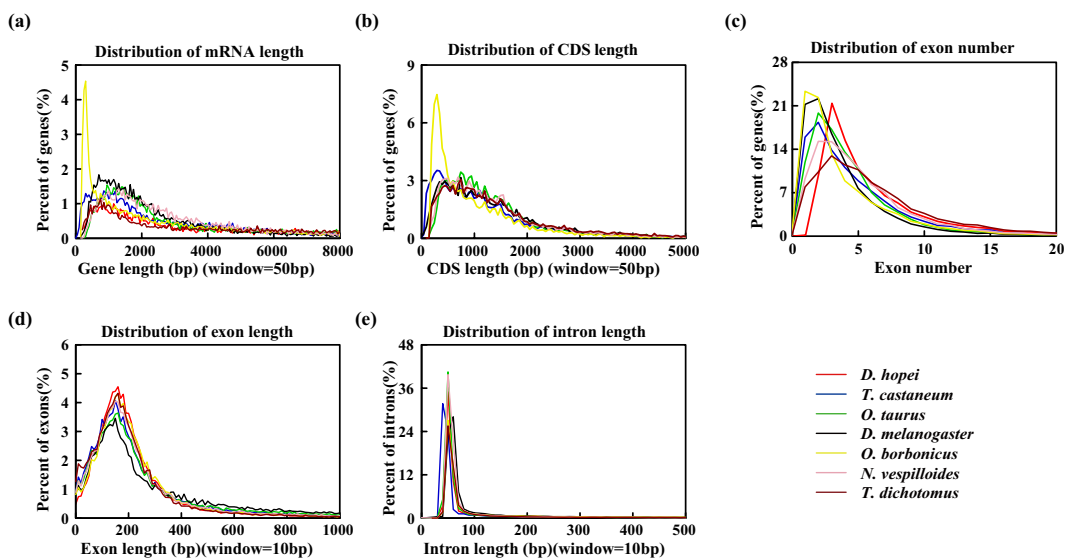 (a)
Distribution of mRNA length
Percent of genes(%)
5
4
3
2
1
0
0 2000 4000 6000 8000
Gene length (bp) (window=50bp)
(b)
Distribution of CDS length
Percent of genes(%)
9
6
3
0
0 1000 2000 3000 4000 5000
CDS length (bp) (window=50bp)
(c)
Distribution of exon number
Percent of genes(%)
28
21
14
7
0
0 5 10 15 20
Exon number
(d)
Distribution of exon length
Percent of exons(%)
6
5
4
3
2
1
0
0 200 400 600 800 1000
Exon length (bp)(window=10bp)
(e)
Distribution of intron length
Percent of introns(%)
48
36
24
12
0
0 100 200 300 400 500
Intron length (bp)(window=10bp)
D. hopei
T. castaneum
O. taurus
D. melanogaster
O. borbonicus
N. vespilloides
T. dichotomus